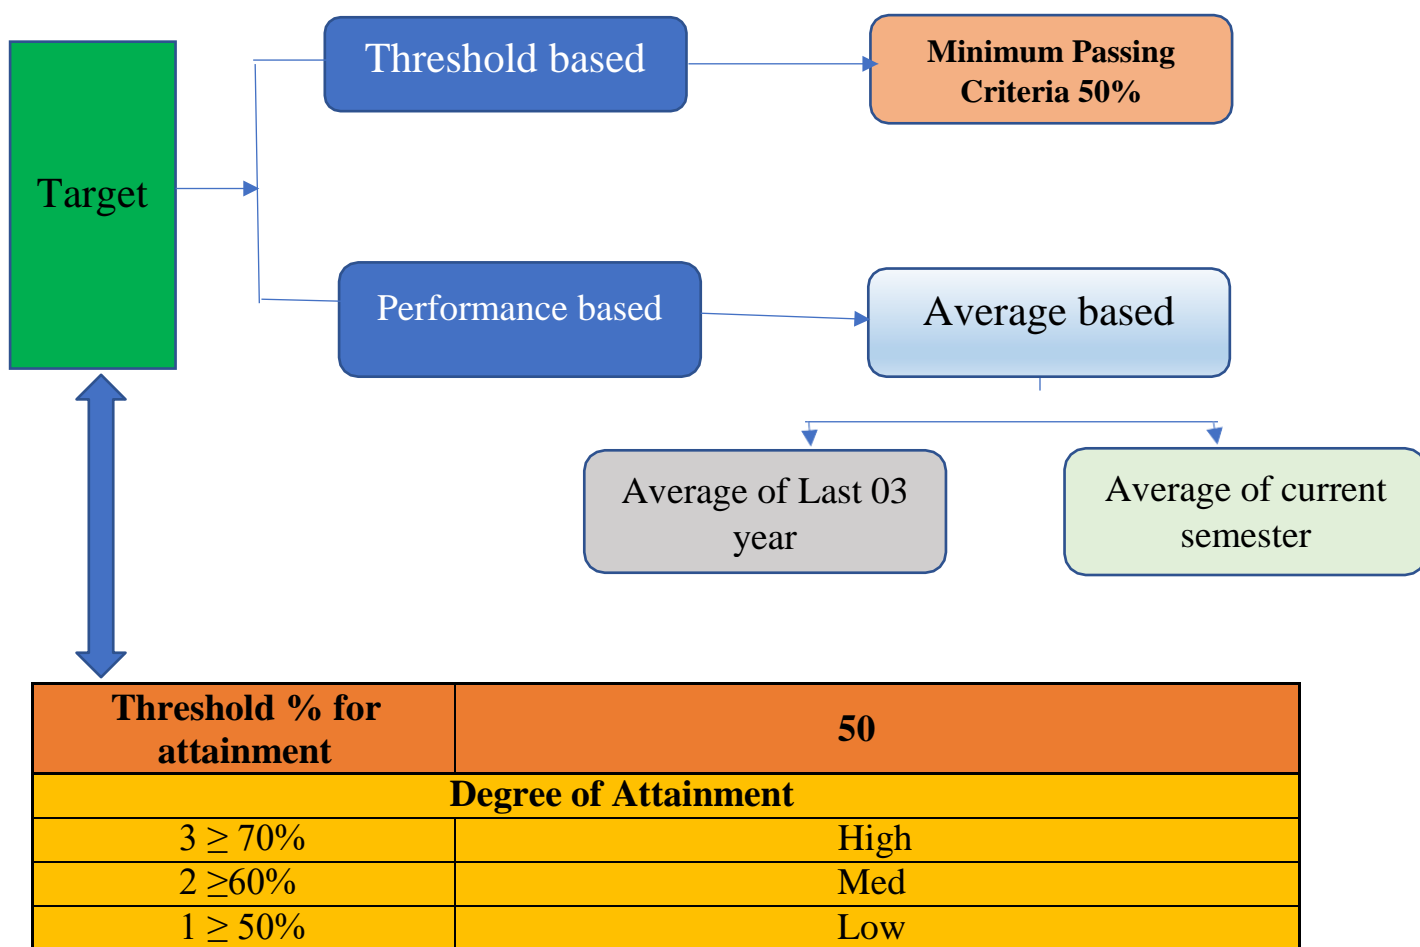 Target
Threshold based
Minimum Passing
Criteria 50%
Performance based
Average based
Average of Last 03
year
Average of current
semester
Threshold % for
attainment
50
Degree of Attainment
3 ≥ 70%
High
2 ≥60%
Med
1 ≥ 50%
Low